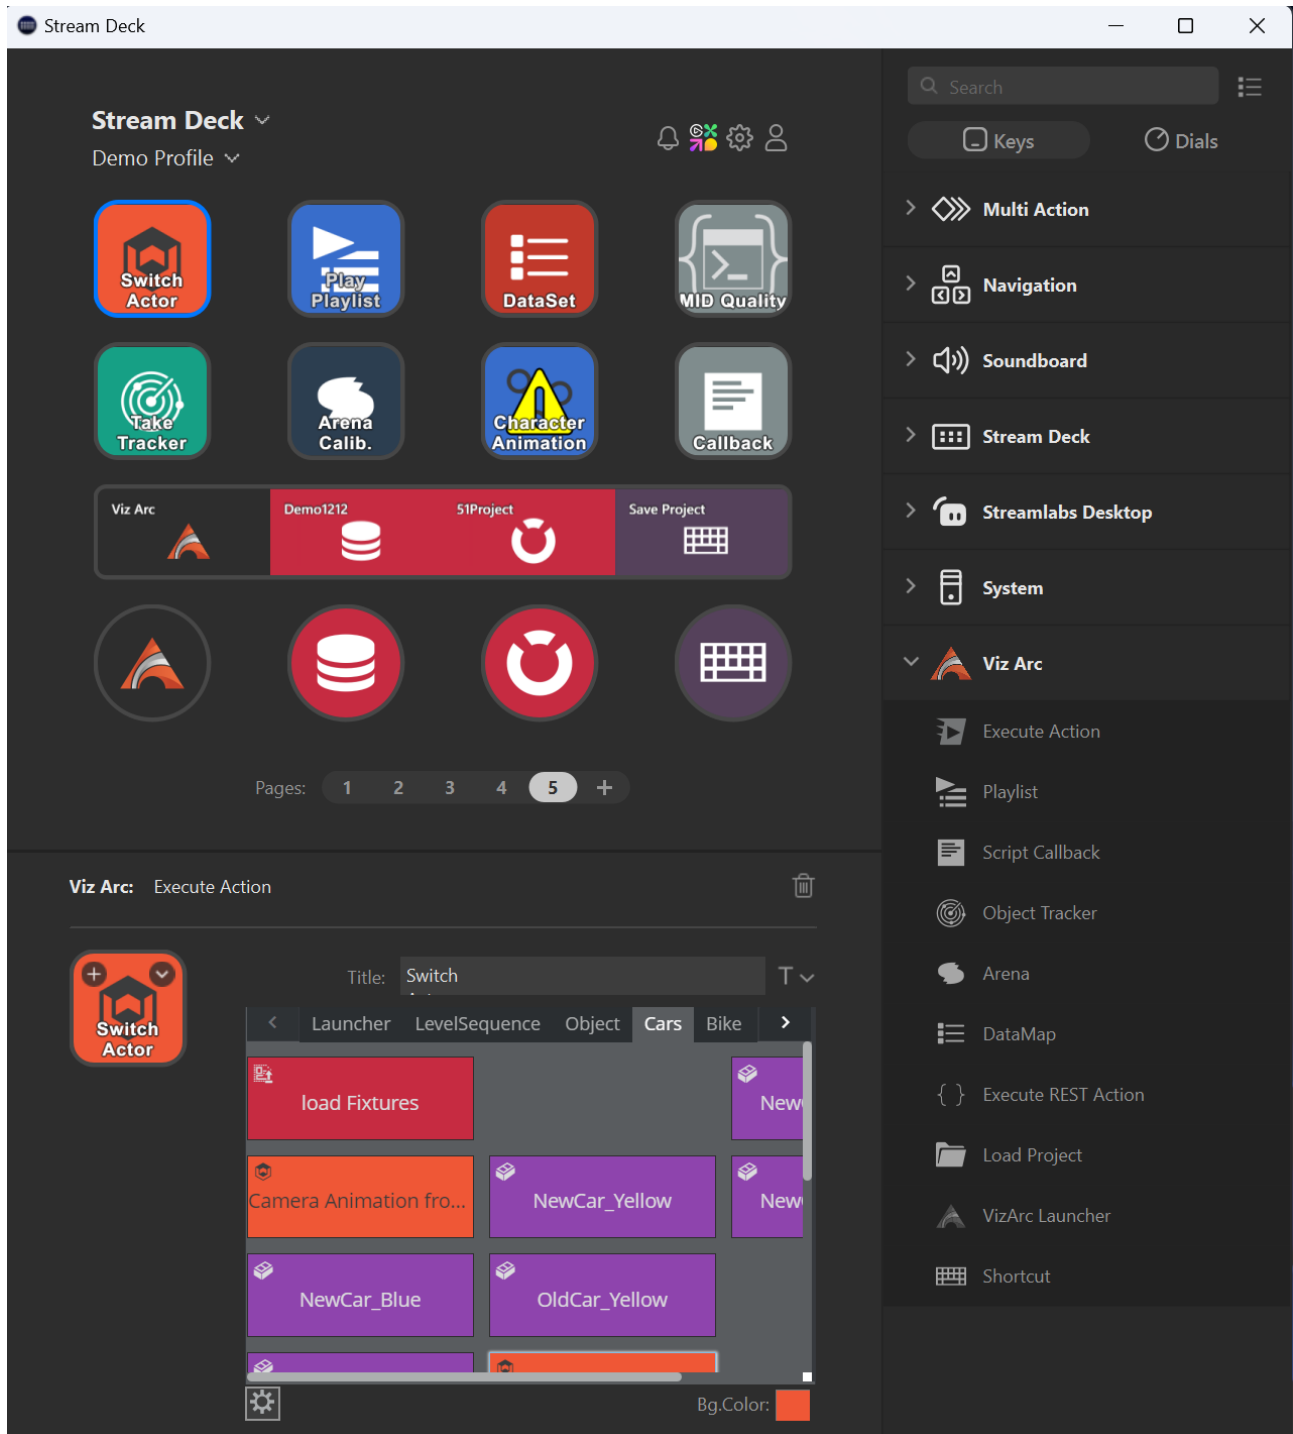 Stream Deck
Stream Deck
Demo Profile
Switch
Actor
Play
Playlist
DataSet
MID Quality
Take
Tracker
Arena
Calib.
Character
Animation
Callback
Viz Arc
Demo1212
51Project
Save Project
Pages: 1 2 3 4 5 +
Viz Arc: Execute Action
Switch
Actor
Title: Switch
T
Launcher LevelSequence Object Cars Bike
load Fixtures
New
Camera Animation fro...
NewCar_Yellow
New
NewCar_Blue
OldCar_Yellow
Bg.Color:
Search
Keys
Dials
Multi Action
Navigation
Soundboard
Stream Deck
Streamlabs Desktop
System
Viz Arc
Execute Action
Playlist
Script Callback
Object Tracker
Arena
DataMap
Execute REST Action
Load Project
VizArc Launcher
Shortcut